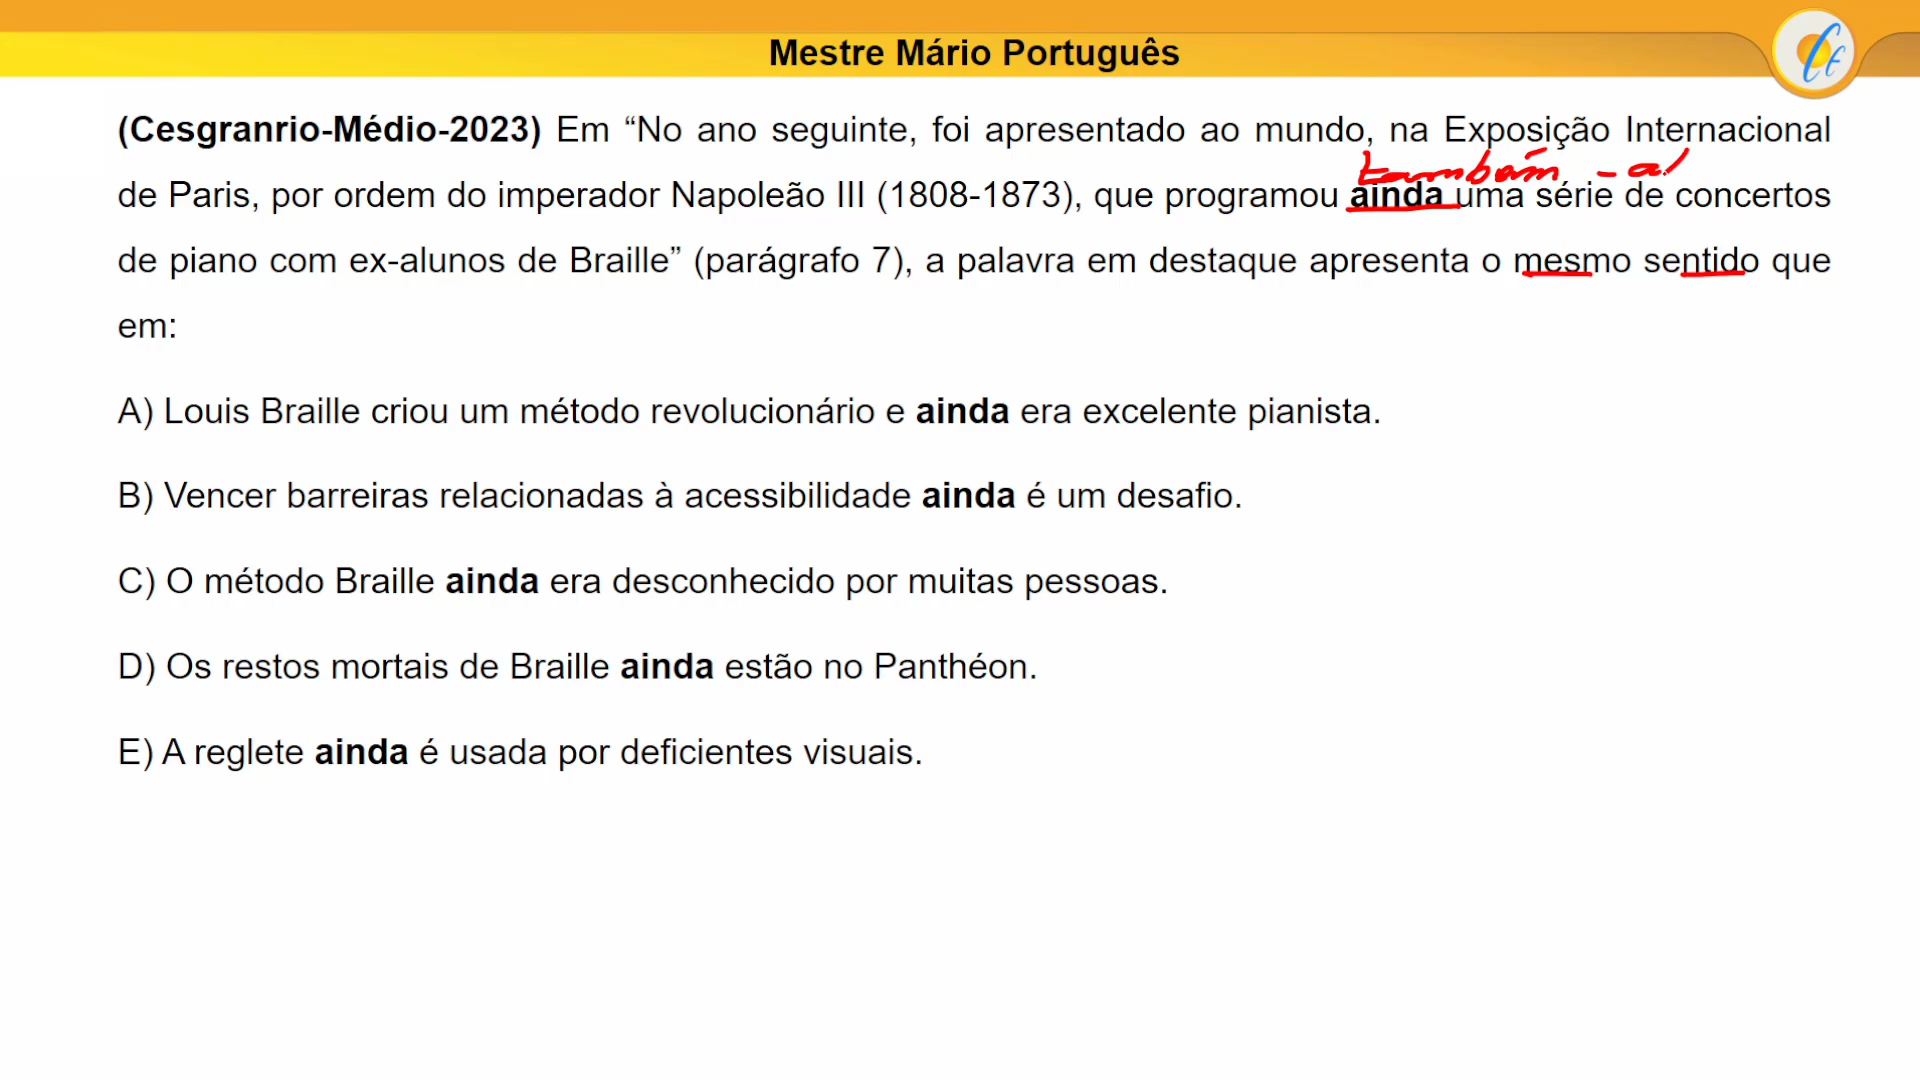 Mestre Mário Português
(Cesgranrio-Médio-2023) Em “No ano seguinte, foi apresentado ao mundo, na Exposição Internacional
também - a
de Paris, por ordem do imperador Napoleão III (1808-1873), que programou ainda uma série de concertos
de piano com ex-alunos de Braille” (parágrafo 7), a palavra em destaque apresenta o mesmo sentido que
em:
A) Louis Braille criou um método revolucionário e ainda era excelente pianista.
B) Vencer barreiras relacionadas à acessibilidade ainda é um desafio.
C) O método Braille ainda era desconhecido por muitas pessoas.
D) Os restos mortais de Braille ainda estão no Panthéon.
E) A reglete ainda é usada por deficientes visuais.